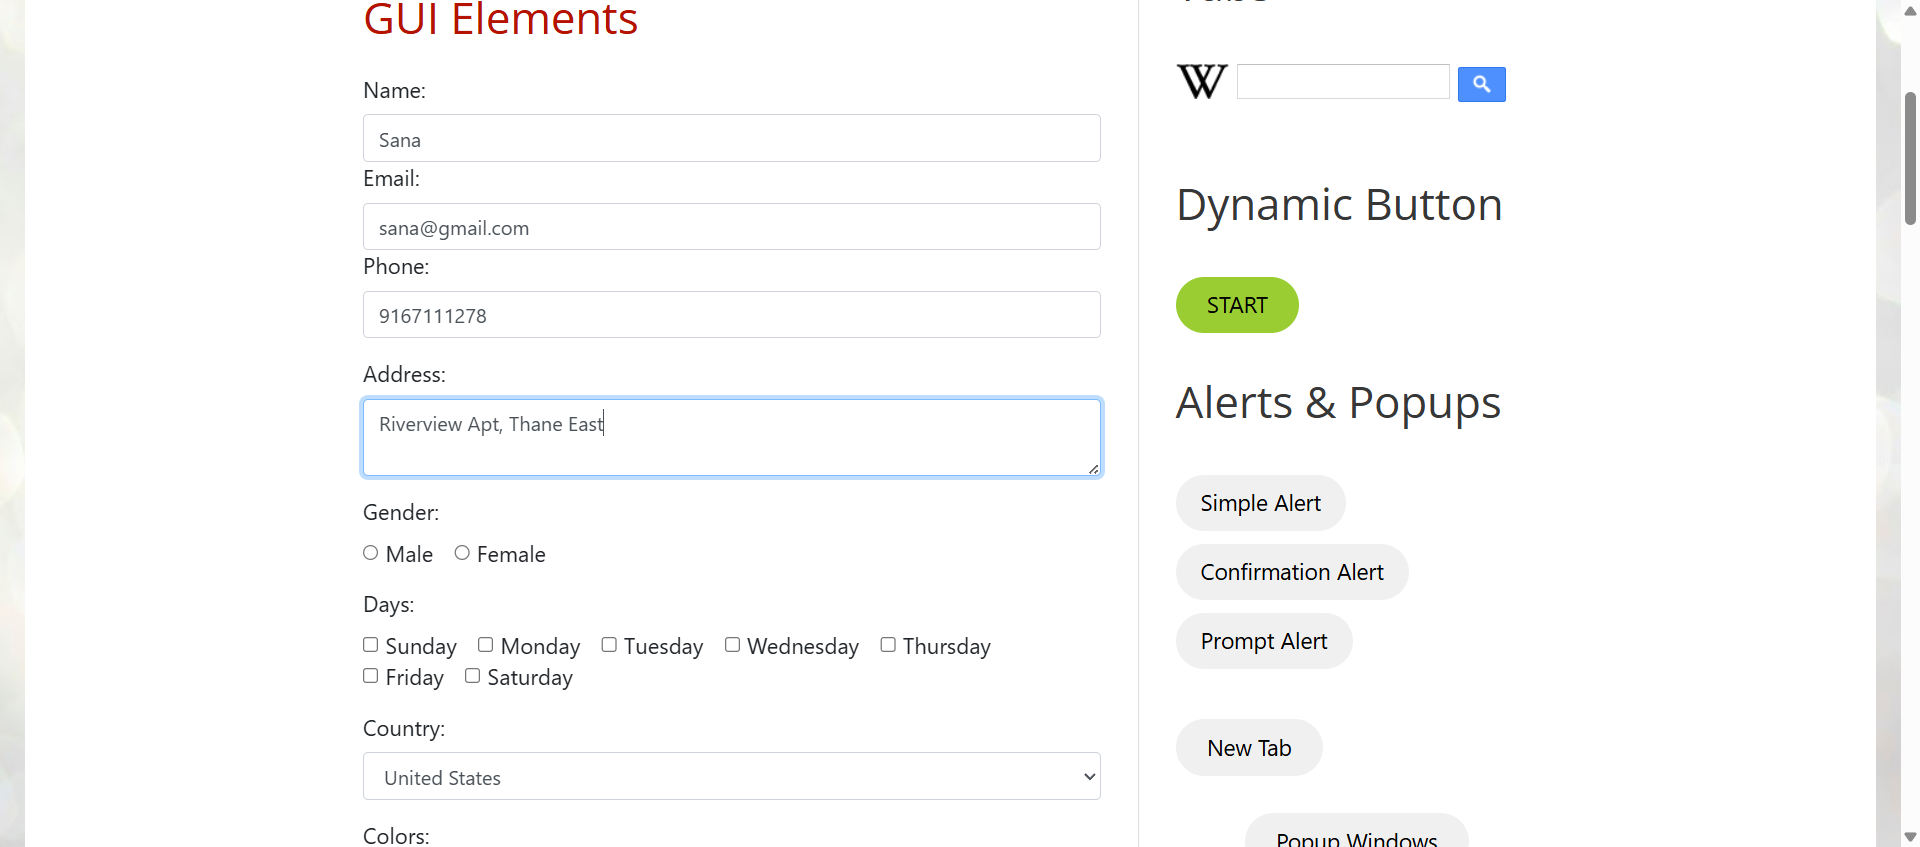 GUI Elements
Name:
Sana
Email:
sana@gmail.com
Phone:
9167111278
Address:
Riverview Apt, Thane East
Gender:
Male Female
Days:
Sunday Monday Tuesday Wednesday Thursday
Friday Saturday
Country:
United States
Colors:
W
Dynamic Button
START
Alerts & Popups
Simple Alert
Confirmation Alert
Prompt Alert
New Tab
Popup Windows